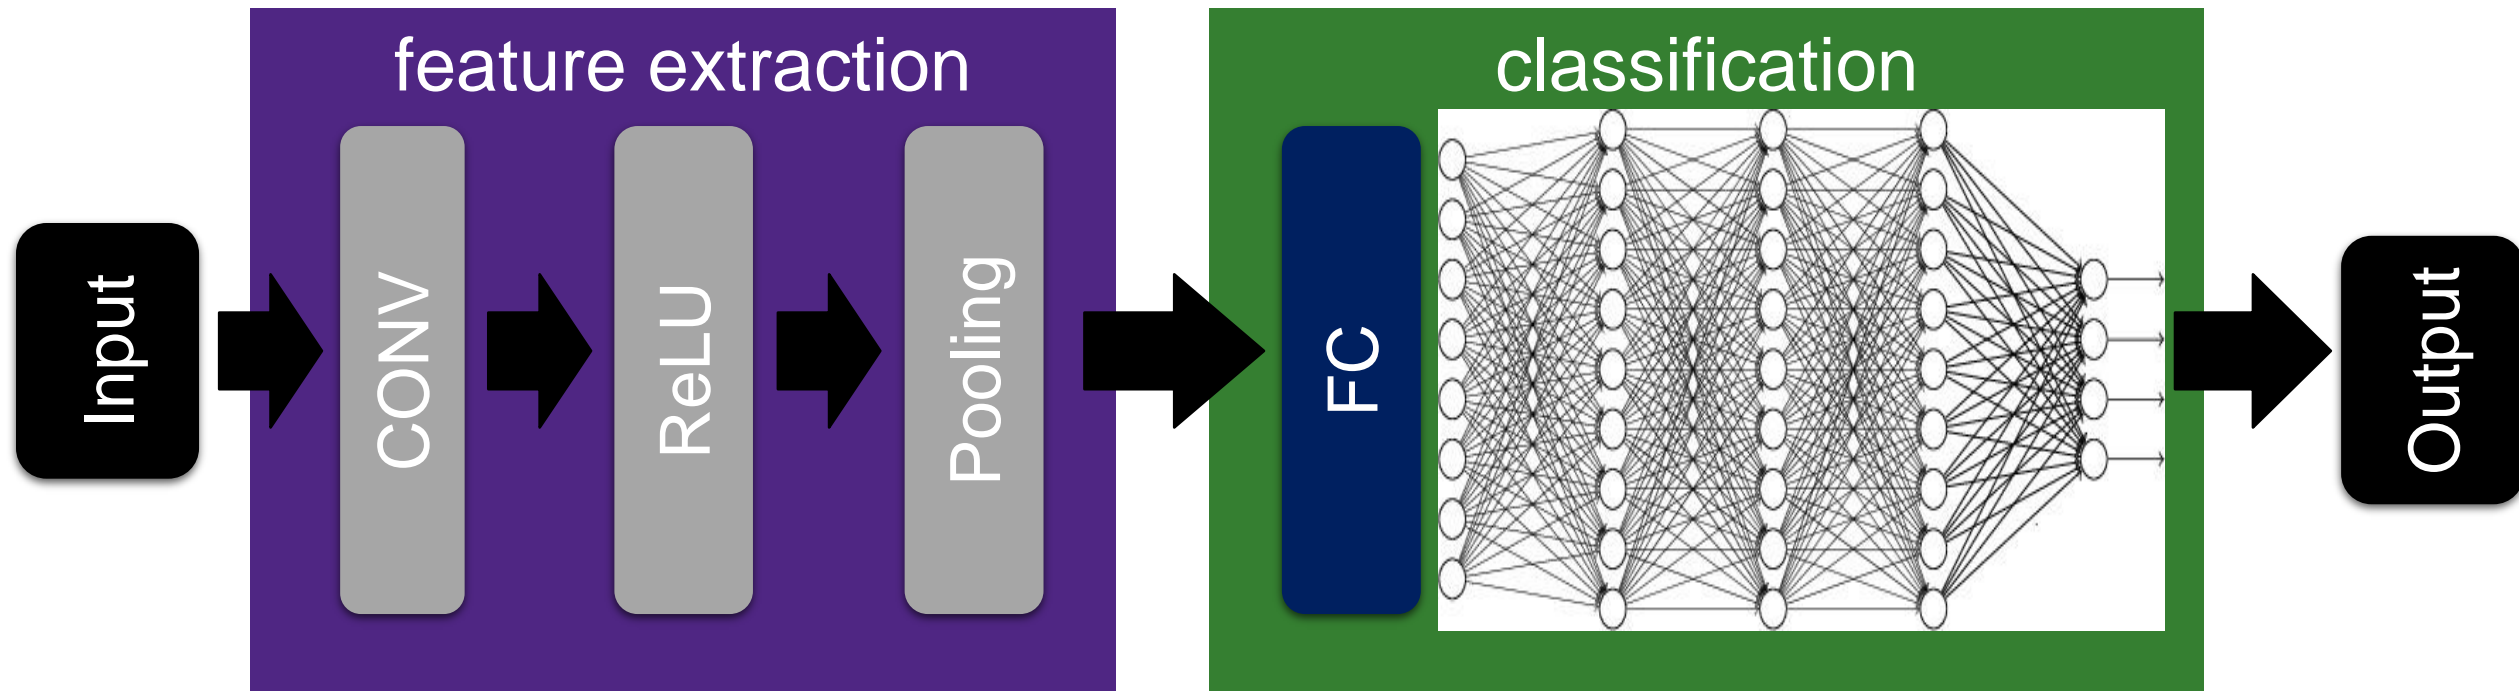 feature extraction
classification
Input
CONV
ReLU
Pooling
FC
Output